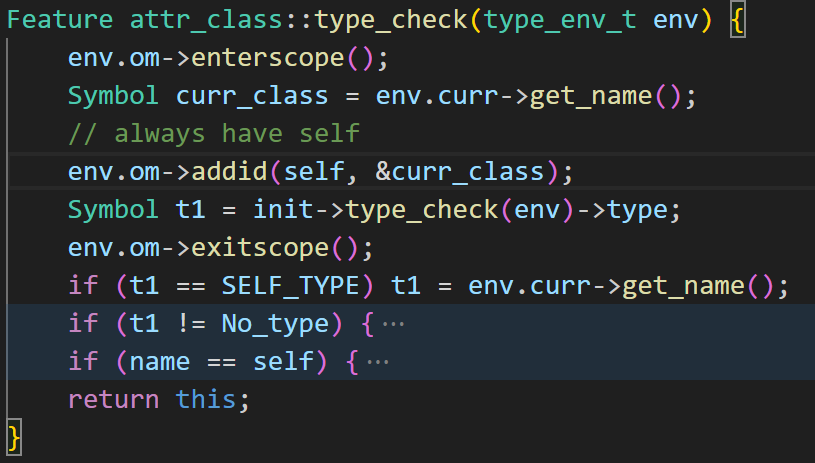 Feature attr_class::type_check(type_env_t env) {
    env.om->enterscope();
    Symbol curr_class = env.curr->get_name();
    // always have self
    env.om->addid(self, &curr_class);
    Symbol t1 = init->type_check(env)->type;
    env.om->exitscope();
    if (t1 == SELF_TYPE) t1 = env.curr->get_name();
    if (t1 != No_type) {⋯
    if (name == self) {⋯
    return this;
}